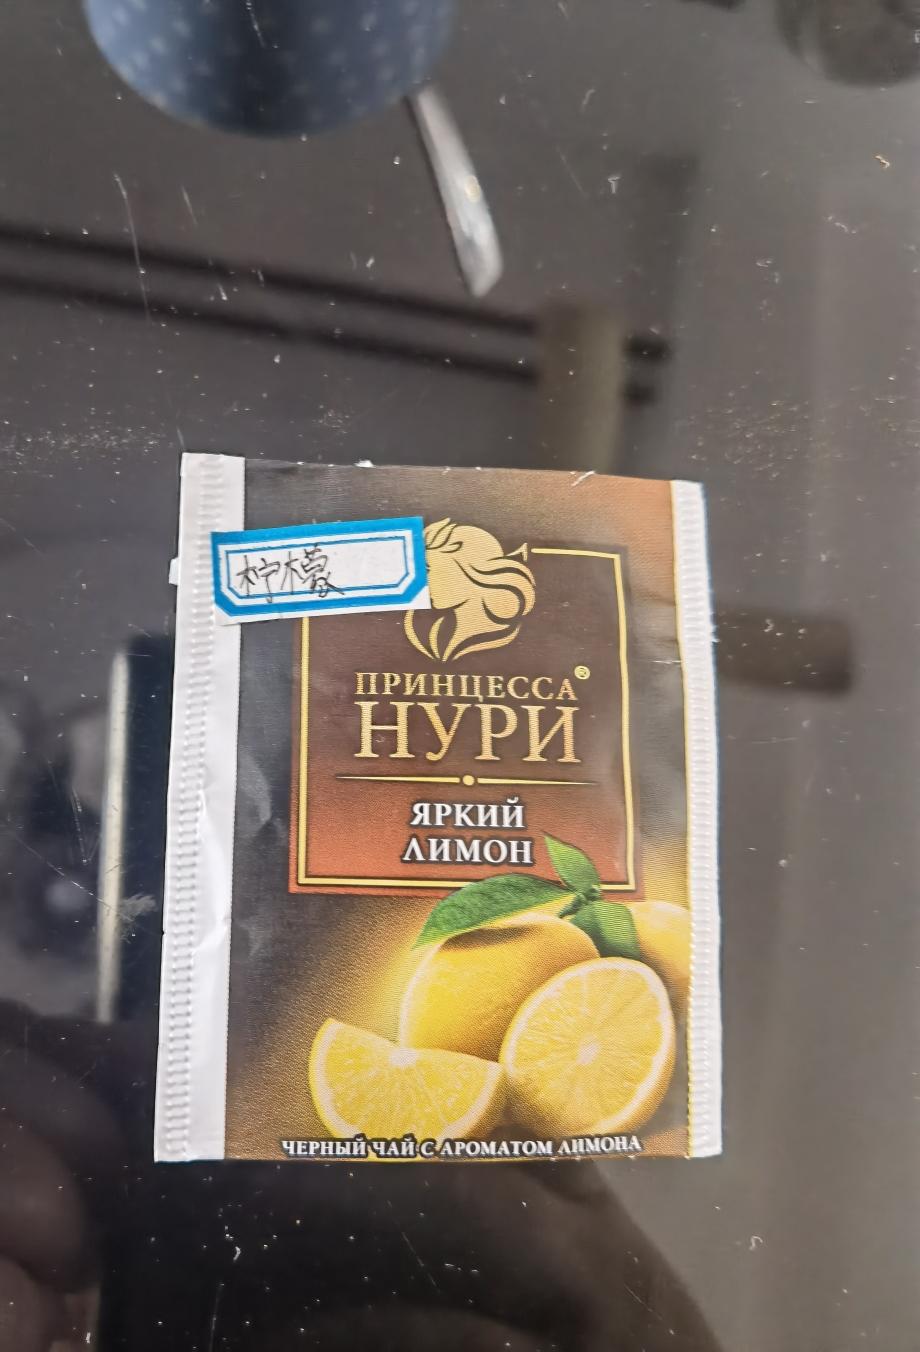 柠檬
ПРИНЦЕССА®
НУРИ
ЯРКИЙ
ЛИМОН
ЧЕРНЫЙ ЧАЙ С АРОМАТОМ ЛИМОНА